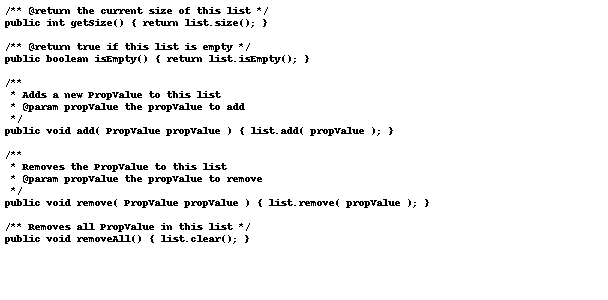 /** @return the current size of this list */
public int getSize() { return list.size(); }

/** @return true if this list is empty */
public boolean isEmpty() { return list.isEmpty(); }

/**
 * Adds a new PropValue to this list
 * @param propValue the propValue to add
 */
public void add( PropValue propValue ) { list.add( propValue ); }

/**
 * Removes the PropValue to this list
 * @param propValue the propValue to remove
 */
public void remove( PropValue propValue ) { list.remove( propValue ); }

/** Removes all PropValue in this list */
public void removeAll() { list.clear(); }